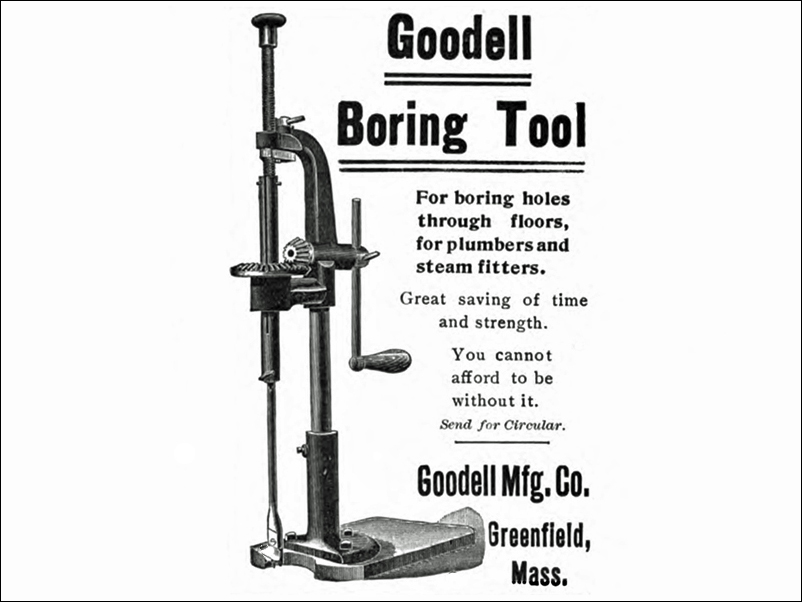 Goodell
Boring Tool
For boring holes
through floors,
for plumbers and
steam fitters.
Great saving of time
and strength.
You cannot
afford to be
without it.
Send for Circular.
Goodell Mfg. Co.
Greenfield,
Mass.